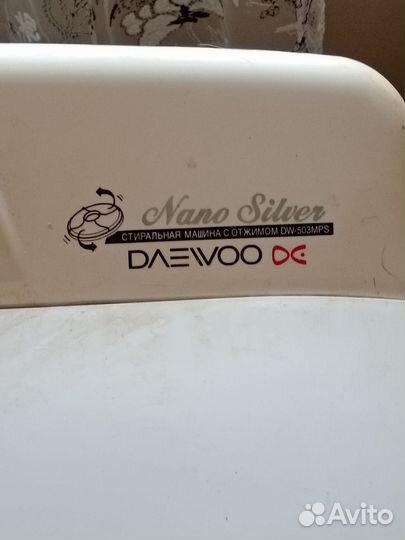 Nano Silver
СТИРАЛЬНАЯ МАШИНА С ОТЖИМОМ DW-503MPS
DAEWOO
Avito